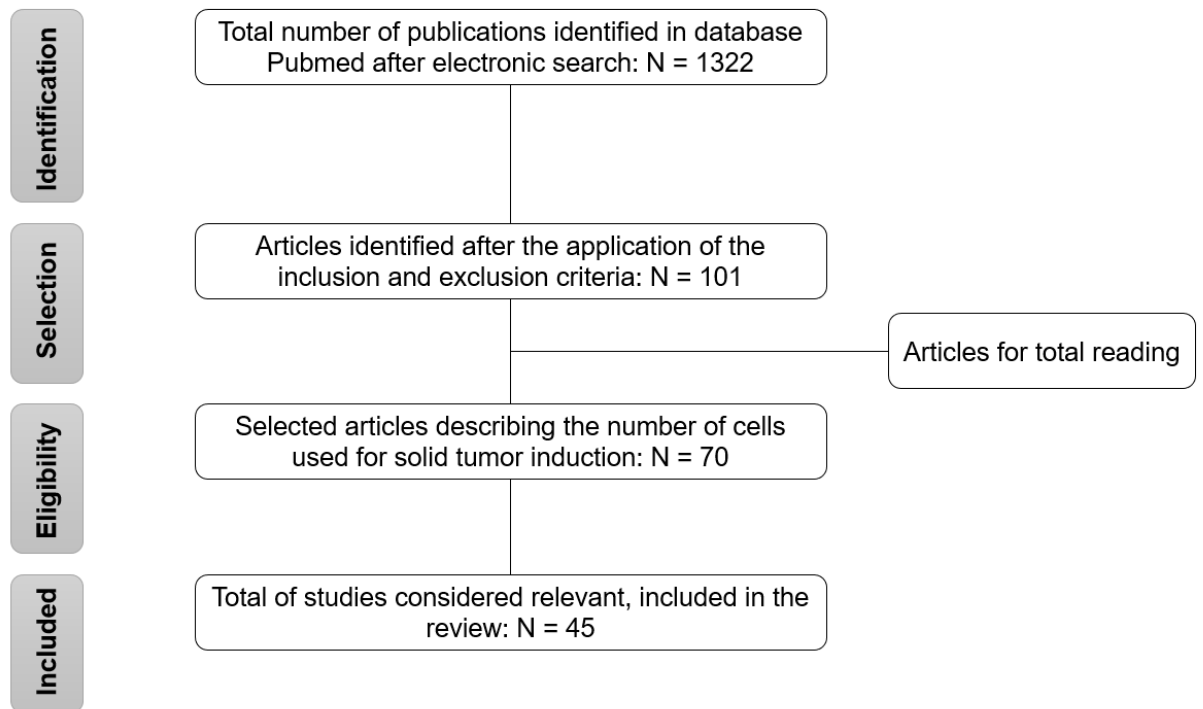 Identification
Total number of publications identified in database
Pubmed after electronic search: N = 1322
Selection
Articles identified after the application of the
inclusion and exclusion criteria: N = 101
Articles for total reading
Eligibility
Selected articles describing the number of cells
used for solid tumor induction: N = 70
Included
Total of studies considered relevant, included in the
review: N = 45